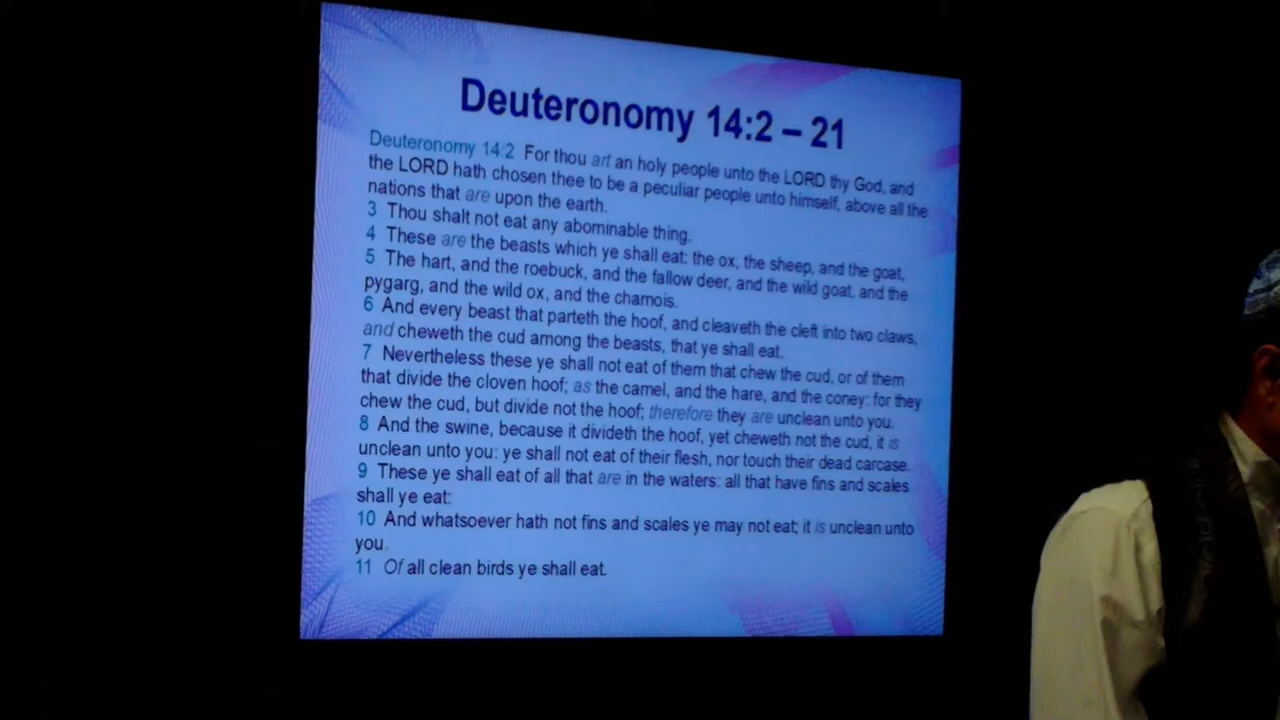 Deuteronomy 14:2 – 21
Deuteronomy 14:2 For thou art an holy people unto the LORD thy God, and
the LORD hath chosen thee to be a peculiar people unto himself, above all the
nations that are upon the earth.
3 Thou shalt not eat any abominable thing.
4 These are the beasts which ye shall eat: the ox, the sheep, and the goat,
5 The hart, and the roebuck, and the fallow deer, and the wild goat, and the
pygarg, and the wild ox, and the chamois.
6 And every beast that parteth the hoof, and cleaveth the cleft into two claws,
and cheweth the cud among the beasts, that ye shall eat.
7 Nevertheless these ye shall not eat of them that chew the cud, or of them
that divide the cloven hoof; as the camel, and the hare, and the coney: for they
chew the cud, but divide not the hoof; therefore they are unclean unto you.
8 And the swine, because it divideth the hoof, yet cheweth not the cud, it is
unclean unto you: ye shall not eat of their flesh, nor touch their dead carcase.
9 These ye shall eat of all that are in the waters: all that have fins and scales
shall ye eat:
10 And whatsoever hath not fins and scales ye may not eat; it is unclean unto
you.
11 Of all clean birds ye shall eat.